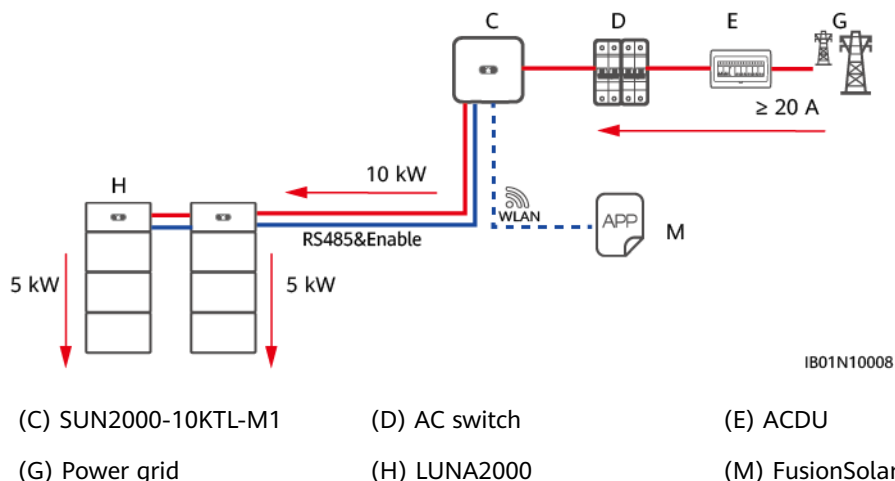 C D E G
≥ 20 A
10 kW
H
WLAN
APP
M
RS485&Enable
5 kW 5 kW
IB01N10008
(C) SUN2000-10KTL-M1 (D) AC switch (E) ACDU
(G) Power grid (H) LUNA2000 (M) FusionSolar